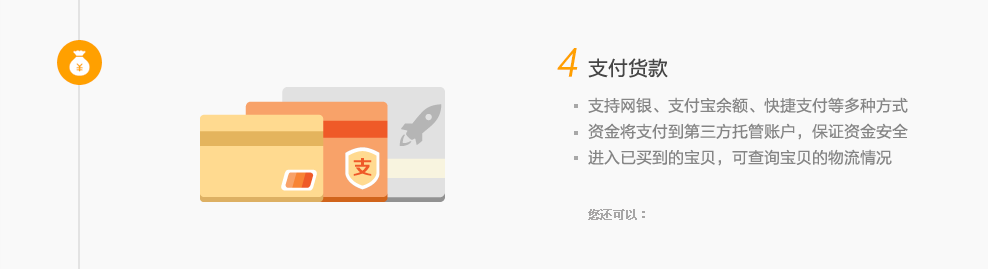 ¥
4 支付货款
支持网银、支付宝余额、快捷支付等多种方式
资金将支付到第三方托管账户，保证资金安全
支
进入已买到的宝贝，可查询宝贝的物流情况
您还可以：